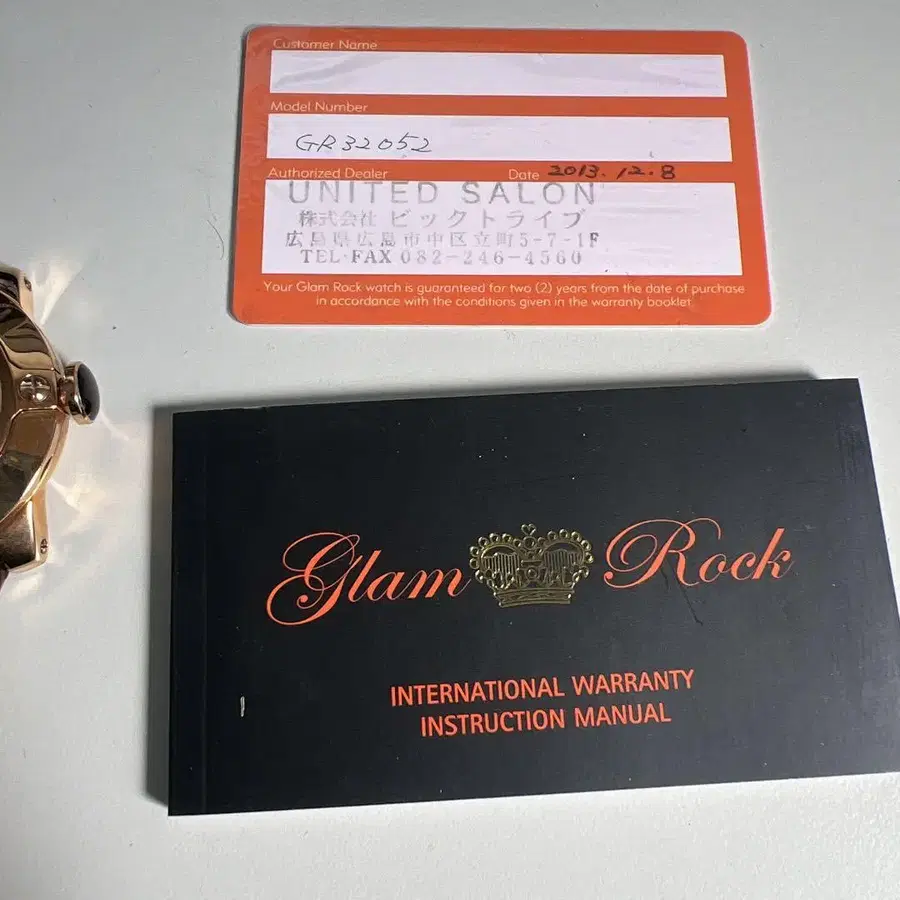 Customer Name
Model Number
GR32052
Authorized Dealer Date 2013.12.8
UNITED SALON
株式会社 ビックトライブ
広島県広島市中区立町5-7-1F
TEL·FAX 082-246-4560
Your Glam Rock watch is guaranteed for two (2) years from the date of purchase
in accordance with the conditions given in the warranty booklet.
Glam Rock
INTERNATIONAL WARRANTY
INSTRUCTION MANUAL